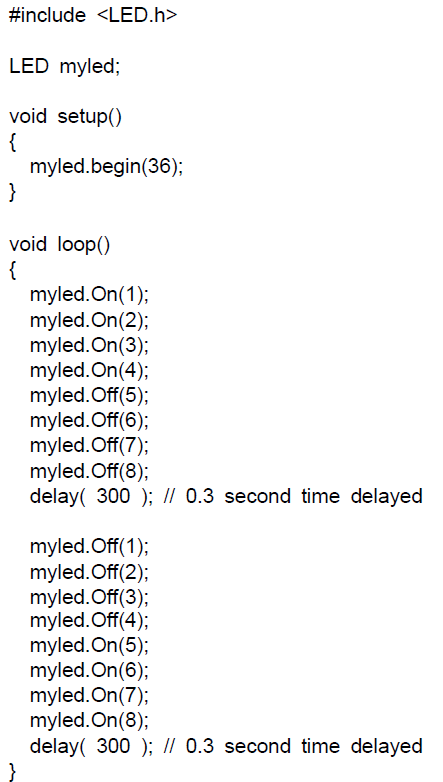 #include <LED.h>
LED myled;
void setup()
{
myled.begin(36);
}
void loop()
{
myled.On(1);
myled.On(2);
myled.On(3);
myled.On(4);
myled.Off(5);
myled.Off(6);
myled.Off(7);
myled.Off(8);
delay( 300 ); // 0.3 second time delayed
myled.Off(1);
myled.Off(2);
myled.Off(3);
myled.Off(4);
myled.On(5);
myled.On(6);
myled.On(7);
myled.On(8);
delay( 300 ); // 0.3 second time delayed
}